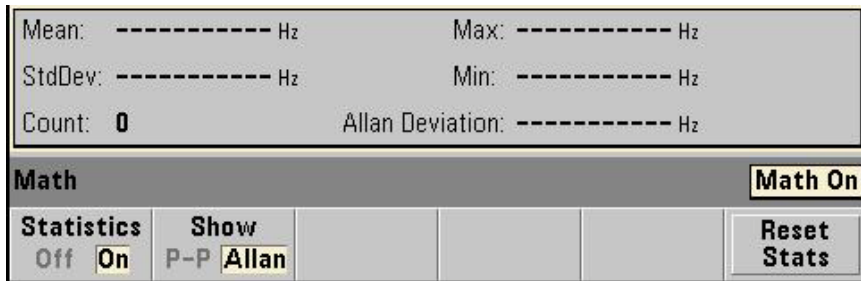 Mean: ----------- Hz Max: ----------- Hz
StdDev: ----------- Hz Min: ----------- Hz
Count: 0 Allan Deviation: ----------- Hz
Math Math On
Statistics Show Reset
Off On P-P Allan Stats